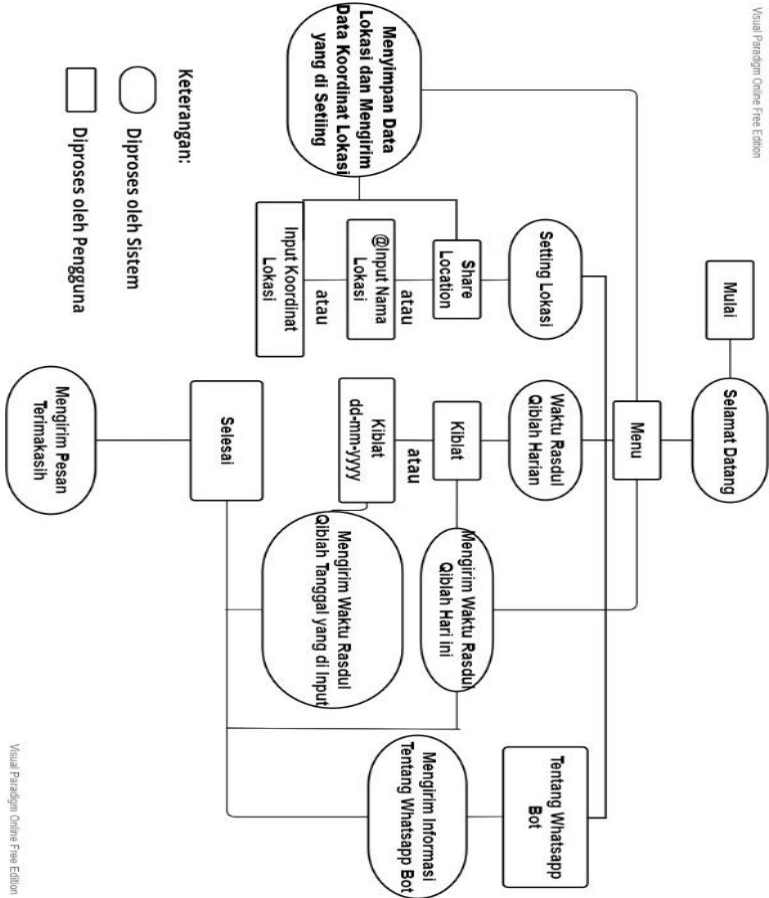 Visual Paradigm Online Free Edition
Mulai
Selamat Datang
Menu
Setting Lokasi
Waktu Rasdul
Qiblah Harian
Tentang Whatsapp
Bot
Share
Location
atau
@Input Nama
Lokasi
atau
Input Koordinat
Lokasi
Kiblat
atau
Kiblat
dd-mm-yyyy
Mengirim Waktu Rasdul
Qiblah Hari ini
Mengirim Waktu Rasdul
Qiblah Tanggal yang di Input
Mengirim Informasi
Tentang Whatsapp Bot
Menyimpan Data
Lokasi dan Mengirim
Data Koordinat Lokasi
yang di Setiing
Selesai
Mengirim Pesan
Terimakasih
Keterangan:
Diproses oleh Sistem
Diproses oleh Pengguna
Visual Paradigm Online Free Edition